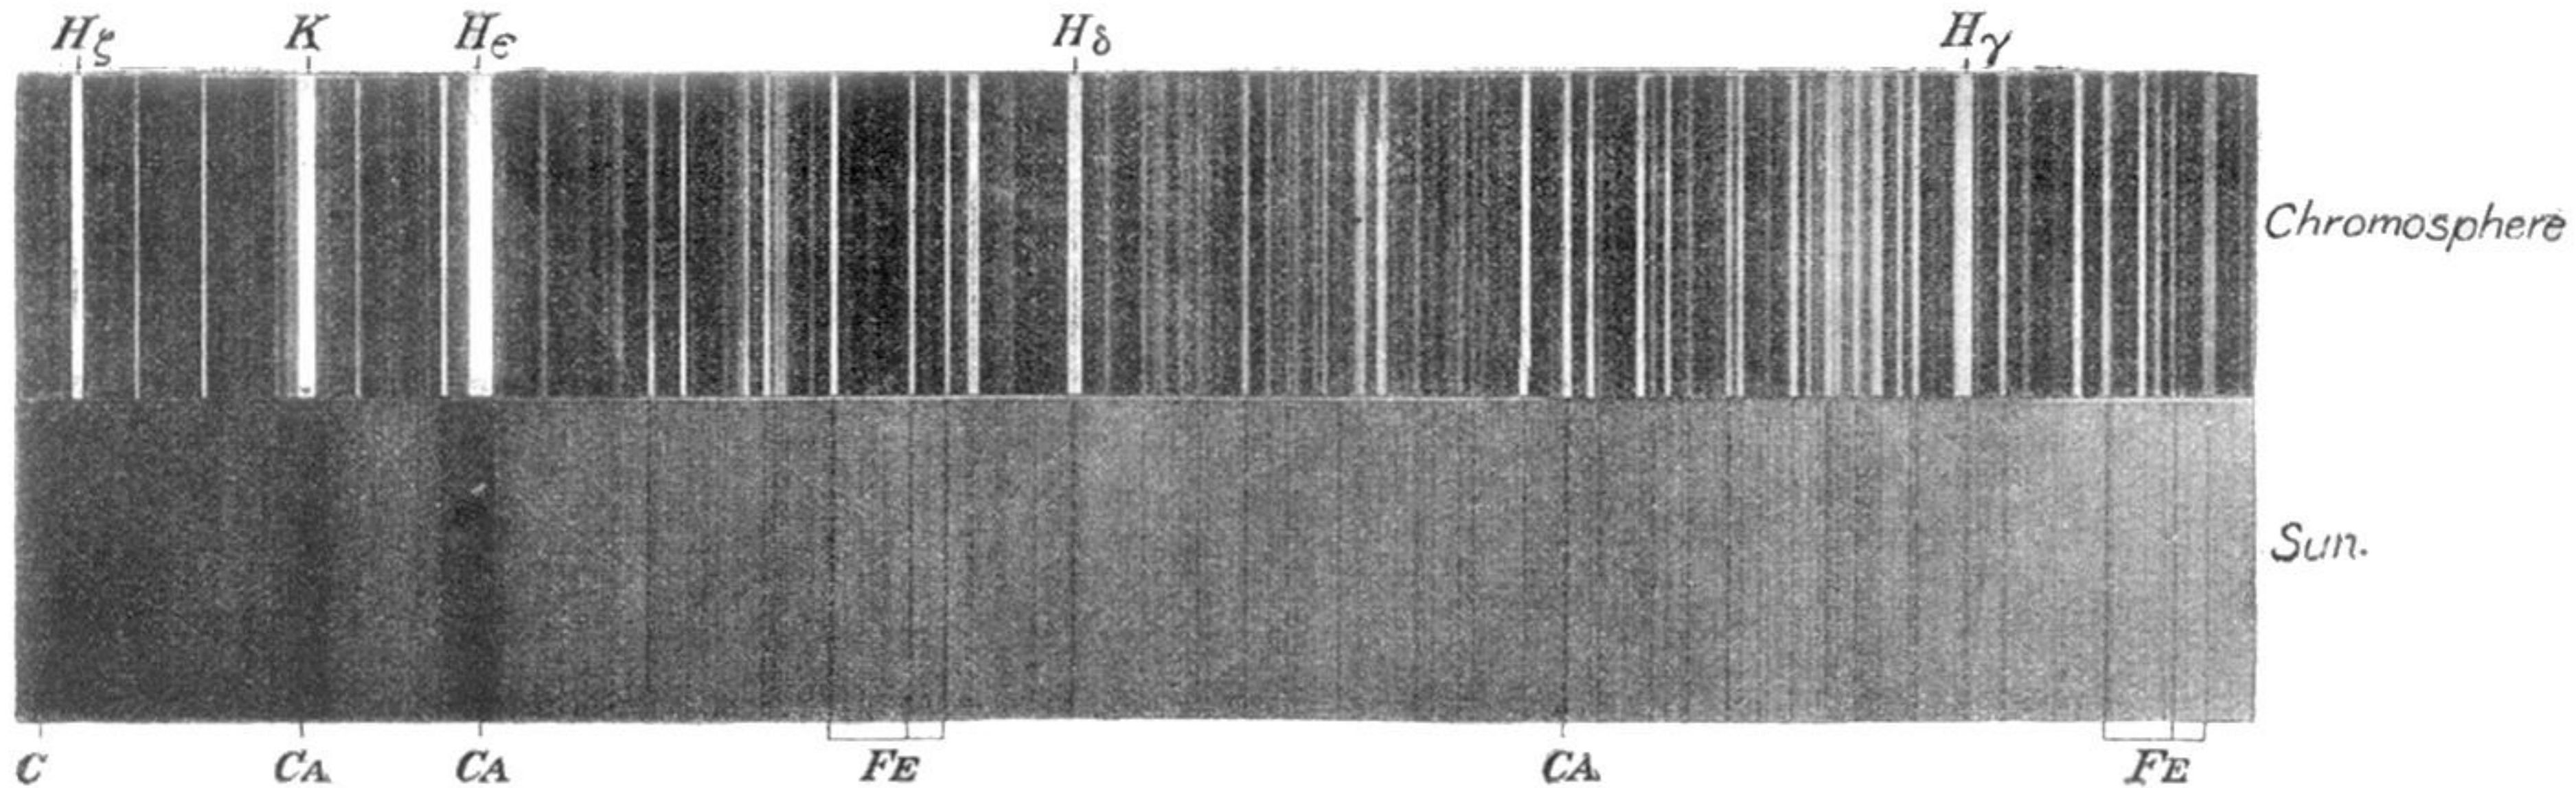 Hζ K Hϵ Hδ Hγ
Chromosphere
Sun.
C CA CA FE CA FE